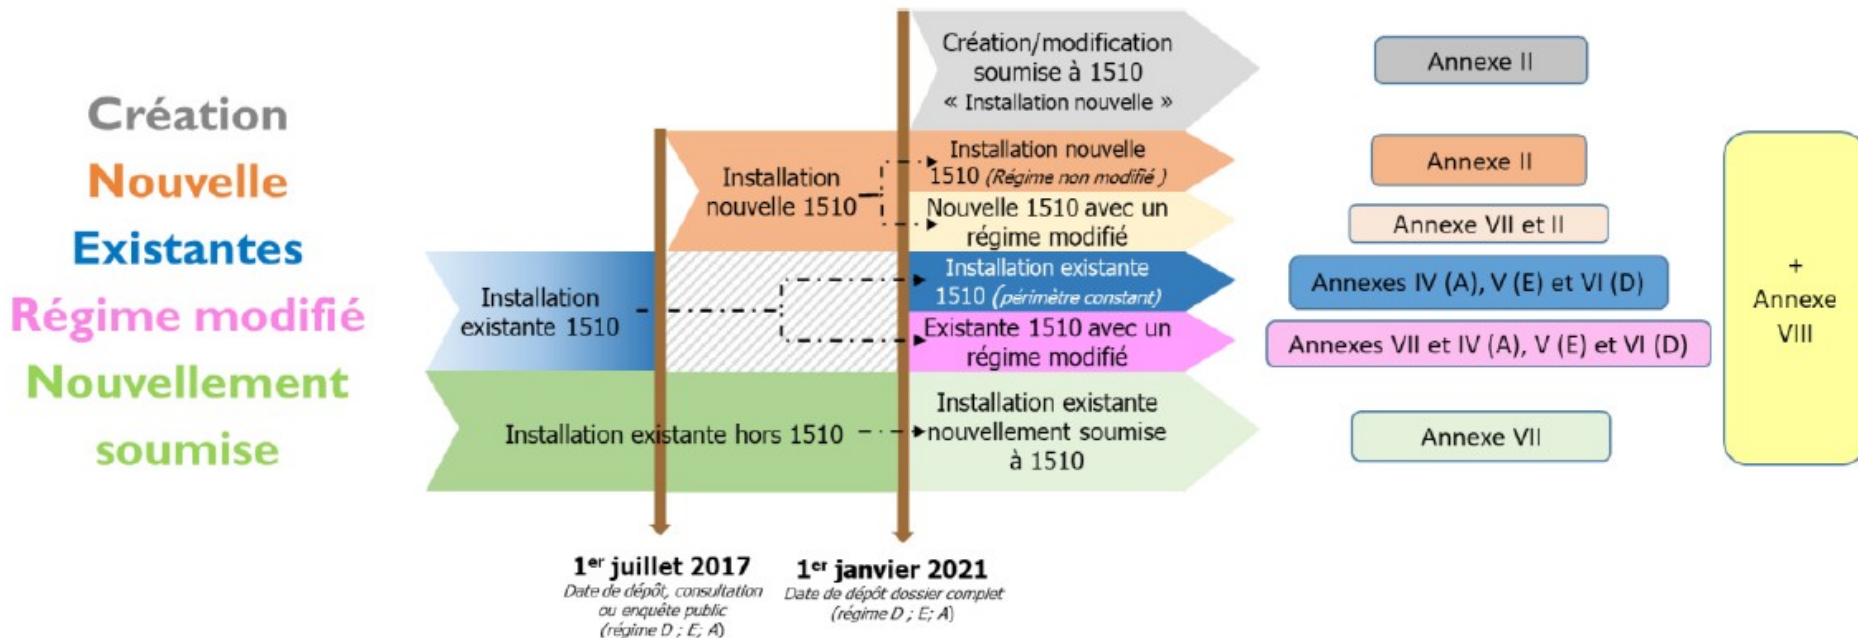 Création
Nouvelle
Existantes
Régime modifié
Nouvellement
soumise
Création/modification
soumise à 1510
« Installation nouvelle »
Installation
nouvelle 1510
Installation nouvelle
1510 (Régime non modifié )
Nouvelle 1510 avec un
régime modifié
Installation
existante 1510
Installation existante
1510 (périmètre constant)
Existante 1510 avec un
régime modifié
Installation existante hors 1510
Installation existante
nouvellement soumise
à 1510
Annexe II
Annexe II
Annexe VII et II
Annexes IV (A), V (E) et VI (D)
Annexes VII et IV (A), V (E) et VI (D)
Annexe VII
+
Annexe
VIII
1er juillet 2017
Date de dépôt, consultation
ou enquête public
(régime D ; E; A)
1er janvier 2021
Date de dépôt dossier complet
(régime D ; E; A)